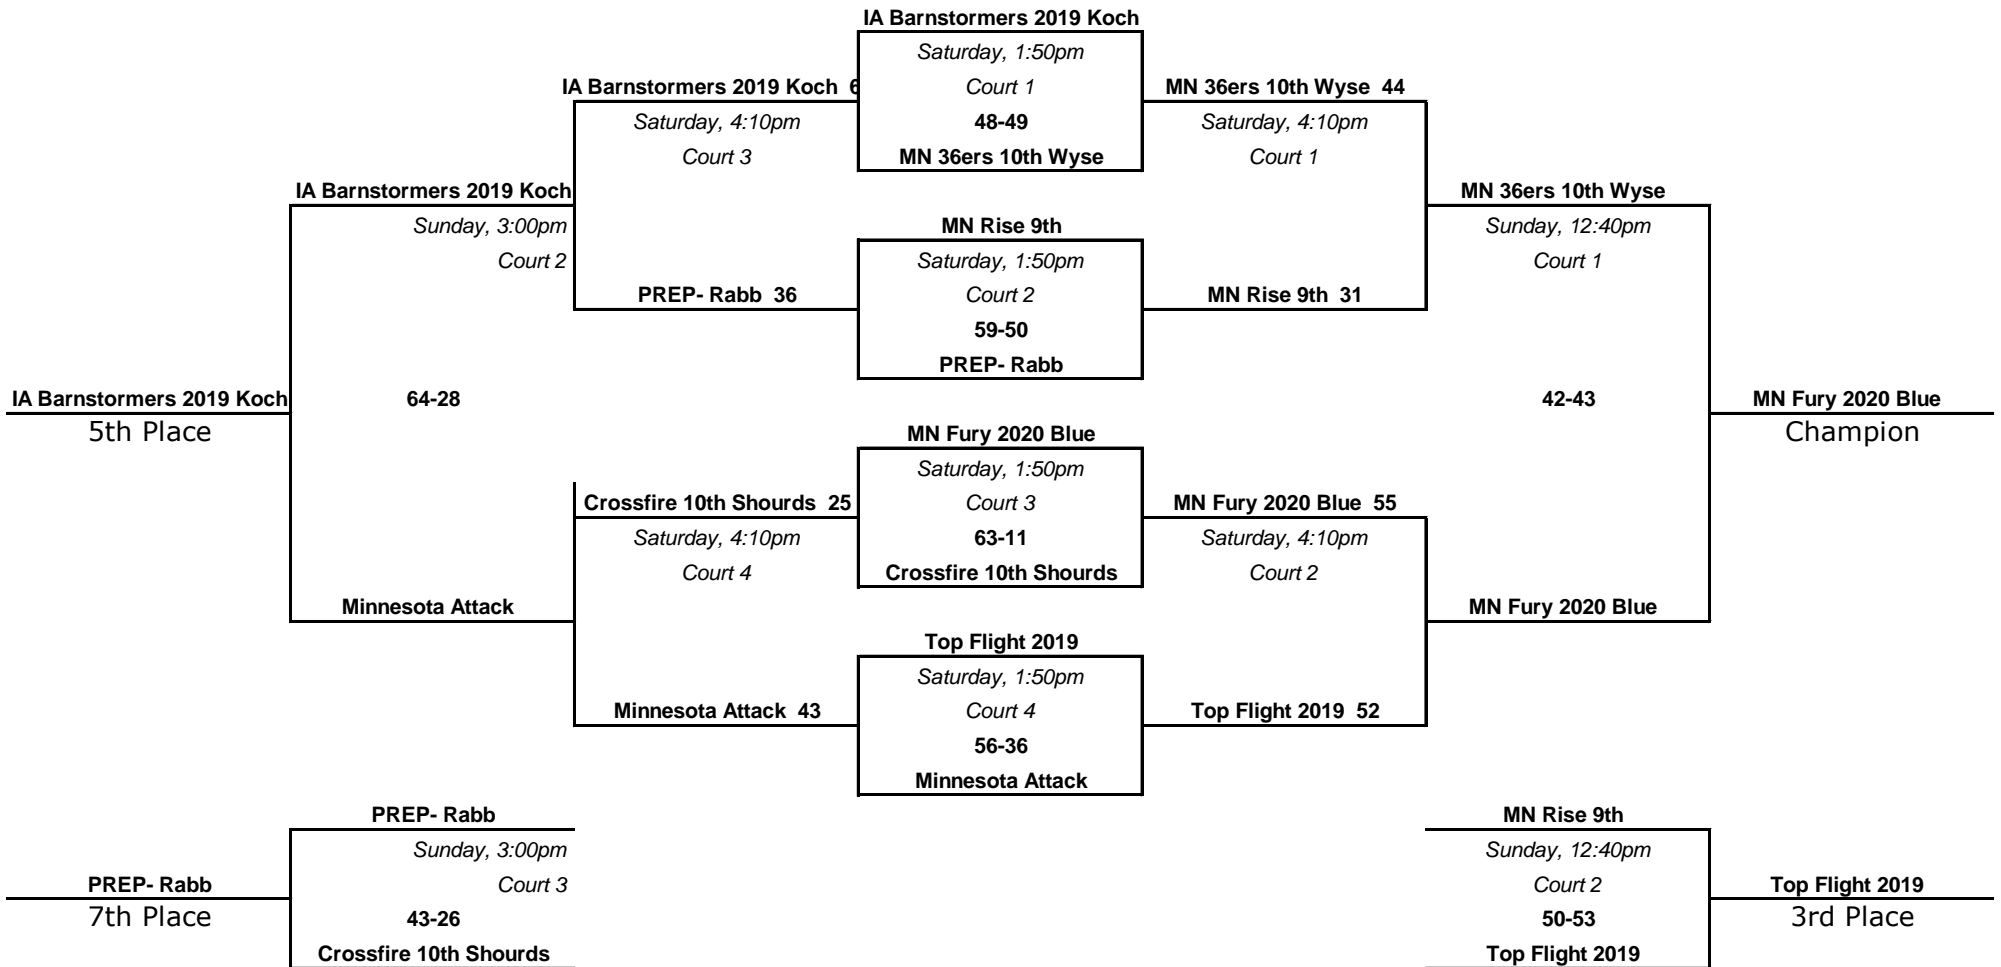 IA Barnstormers 2019 Koch
Saturday, 1:50pm
IA Barnstormers 2019 Koch 6 Court 1 MN 36ers 10th Wyse 44
Saturday, 4:10pm 48-49 Saturday, 4:10pm
Court 3 MN 36ers 10th Wyse Court 1
IA Barnstormers 2019 Koch MN 36ers 10th Wyse
Sunday, 3:00pm MN Rise 9th Sunday, 12:40pm
Court 2 Saturday, 1:50pm Court 1
PREP- Rabb 36 Court 2 MN Rise 9th 31
59-50
PREP- Rabb
IA Barnstormers 2019 Koch 64-28 42-43 MN Fury 2020 Blue
5th Place MN Fury 2020 Blue Champion
Saturday, 1:50pm
Crossfire 10th Shourds 25 Court 3 MN Fury 2020 Blue 55
Saturday, 4:10pm 63-11 Saturday, 4:10pm
Court 4 Crossfire 10th Shourds Court 2
Minnesota Attack MN Fury 2020 Blue
Top Flight 2019
Saturday, 1:50pm
Minnesota Attack 43 Court 4 Top Flight 2019 52
56-36
Minnesota Attack
PREP- Rabb MN Rise 9th
Sunday, 3:00pm Sunday, 12:40pm
PREP- Rabb Court 3 Court 2 Top Flight 2019
7th Place 43-26 50-53 3rd Place
Crossfire 10th Shourds Top Flight 2019